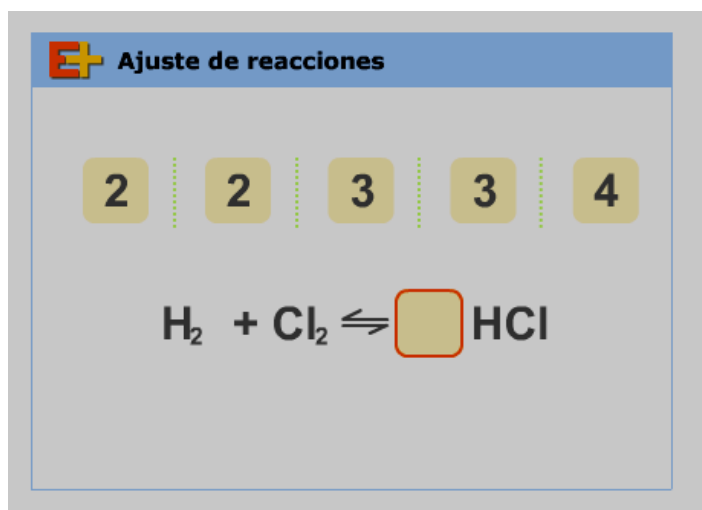 E+ Ajuste de reacciones
2 2 3 3 4
H₂ + Cl₂ ⇌ HCl